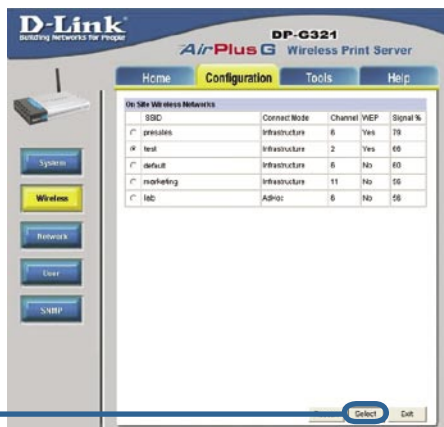 D-Link
Building Networks for People
DP-G321
AirPlus G Wireless Print Server
Home Configuration Tools Help
On Site Wireless Networks
SSID Connect Mode Channel WEP Signal %
presales Infrastructure 6 Yes
test Infrastructure 2 Yes
default Infrastructure 6 No 60
marketing Infrastructure 11 No 56
lab AdHoc 6 No 56
System
Wireless
Network
User
SNMP
Select Exit